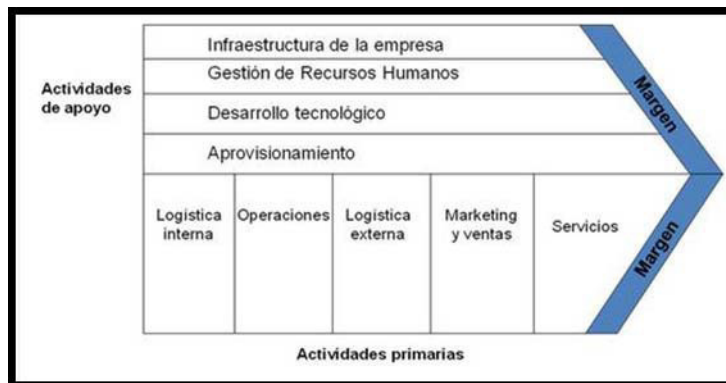 Infraestructura de la empresa
Gestión de Recursos Humanos
Actividades
de apoyo
Desarrollo tecnológico
Aprovisionamiento
Margen
Logística
interna
Operaciones
Logística
externa
Marketing
y ventas
Servicios
Margen
Actividades primarias